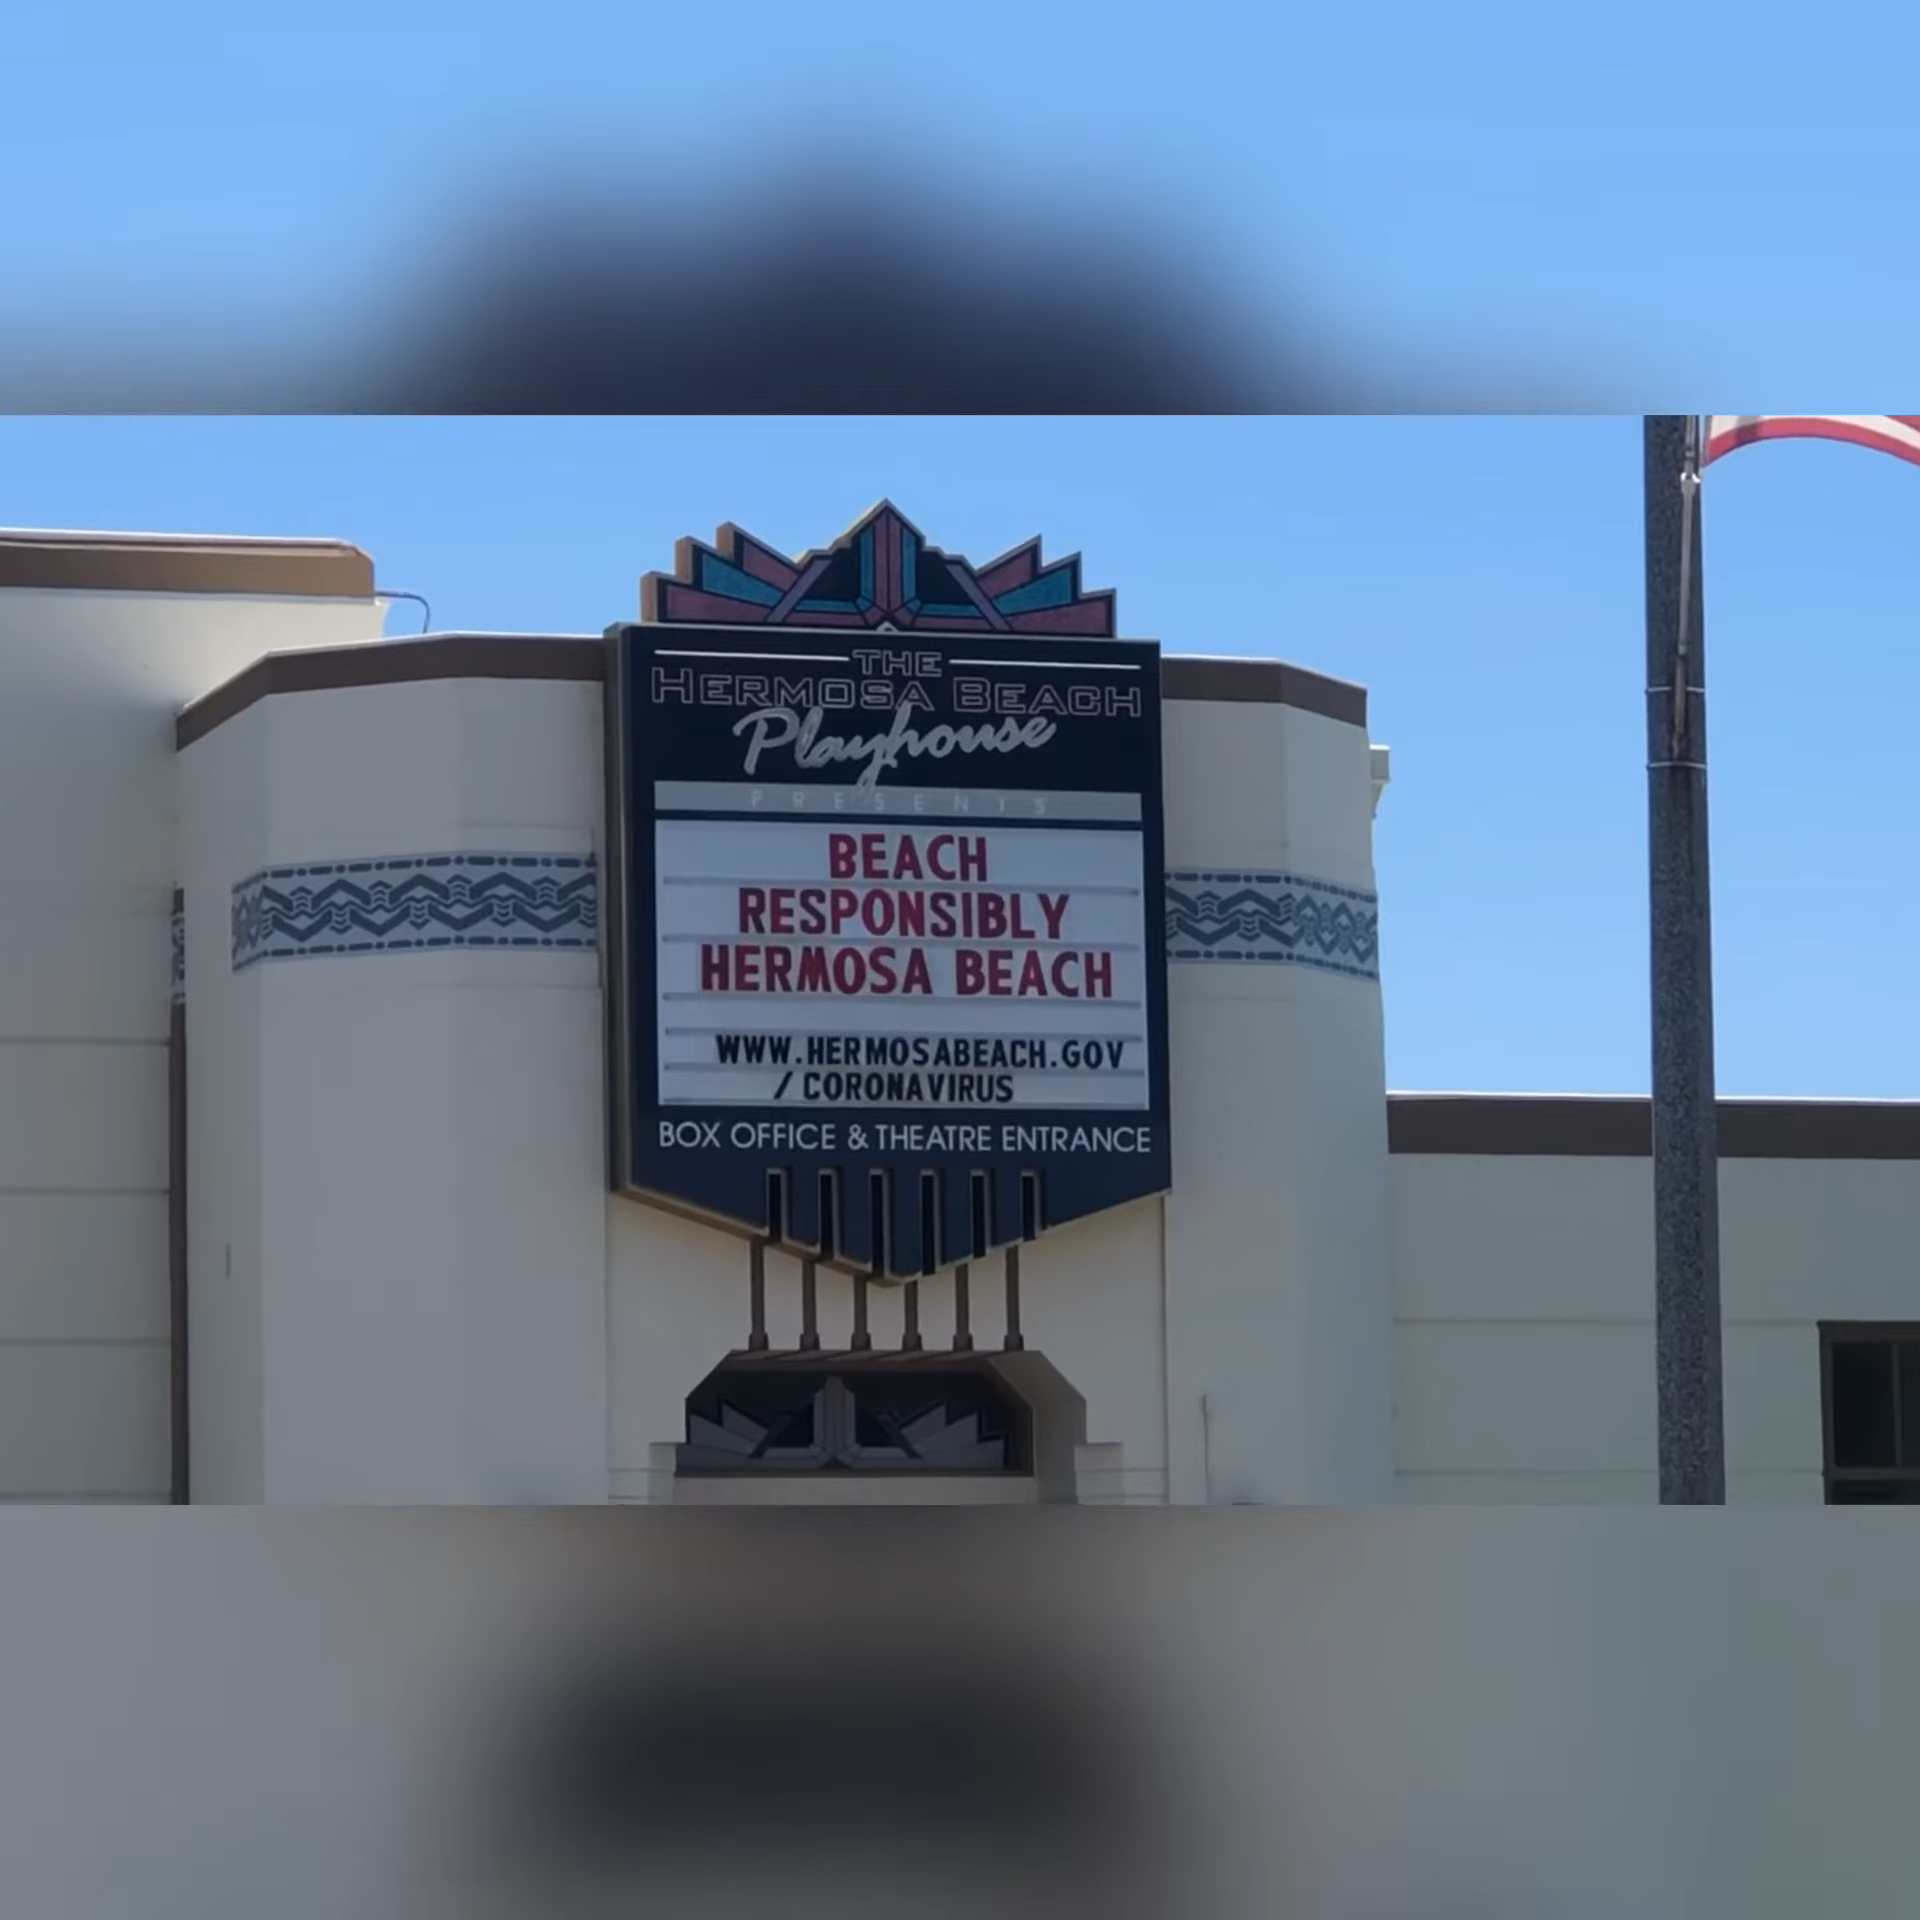 THE
HERMOSA BEACH
Playhouse
PRESENTS
BEACH
RESPONSIBLY
HERMOSA BEACH
WWW.HERMOSABEACH.GOV
/ CORONAVIRUS
BOX OFFICE & THEATRE ENTRANCE